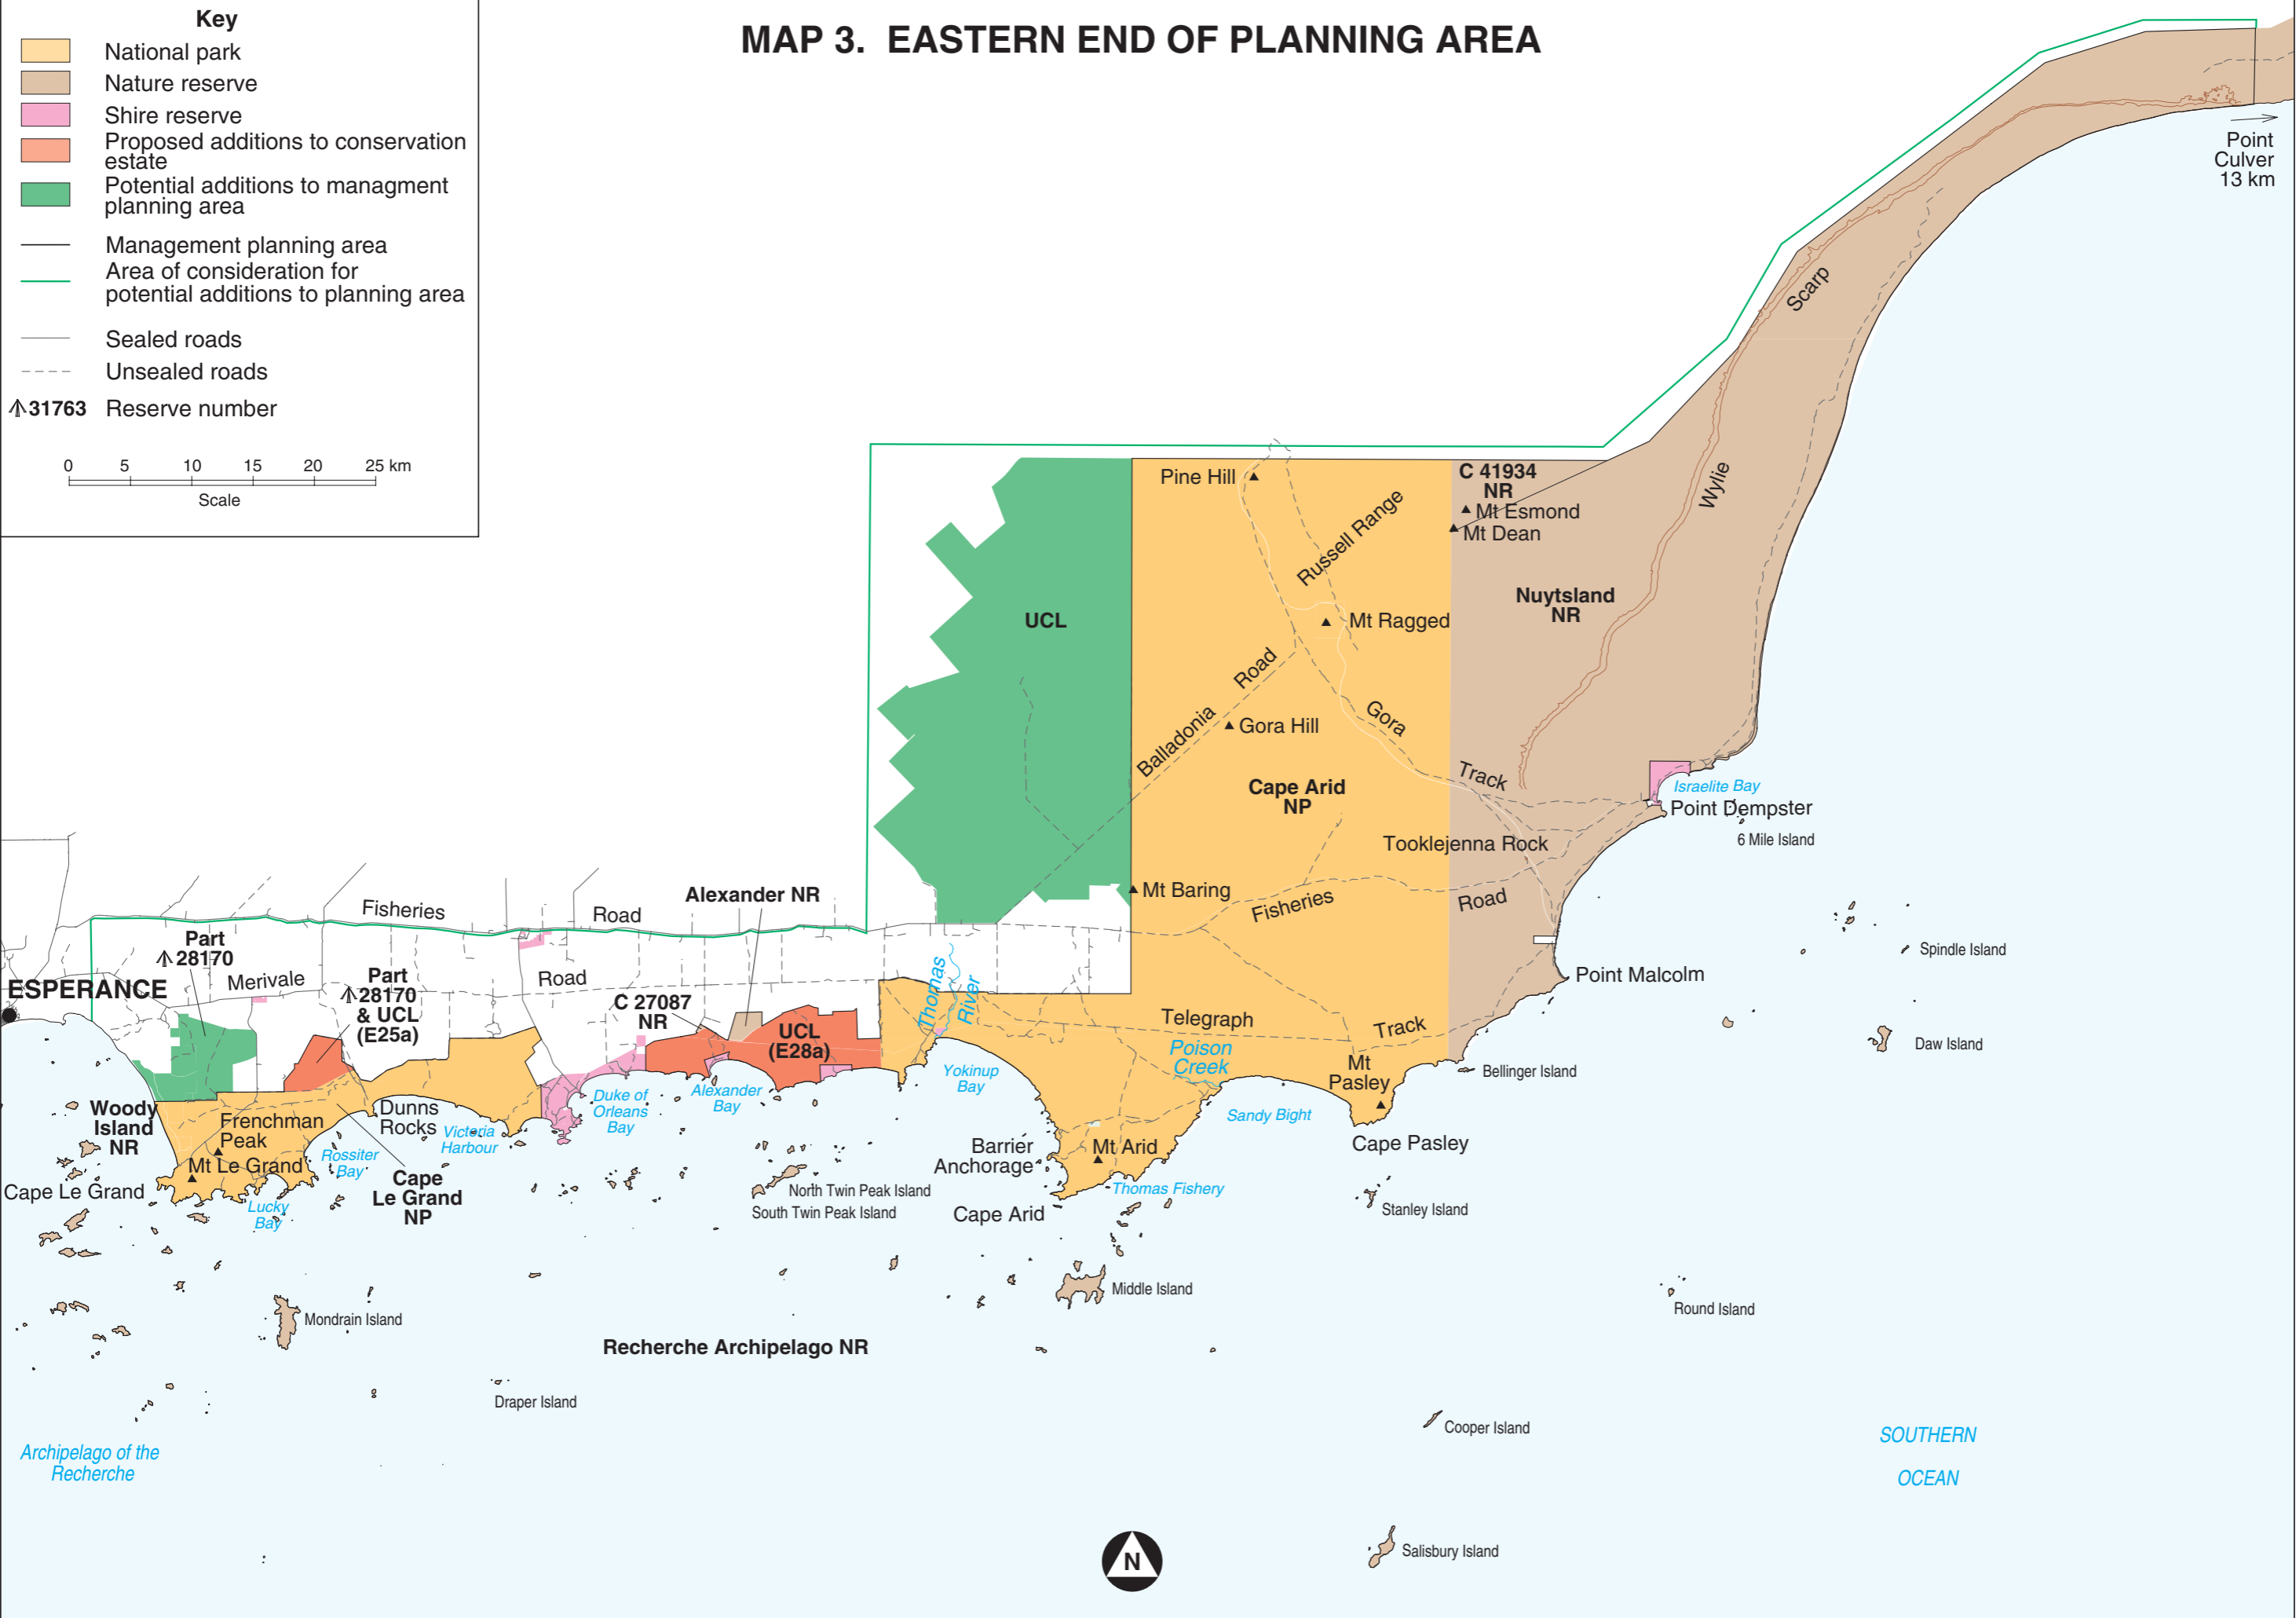 MAP 3. EASTERN END OF PLANNING AREA
Key
National park
Nature reserve
Shire reserve
Proposed additions to conservation
estate
Potential additions to managment
planning area
Management planning area
Area of consideration for
potential additions to planning area
Sealed roads
Unsealed roads
31763 Reserve number
0 5 10 15 20 25 km
Scale
Point
Culver
13 km
Scarp
Wylie
Pine Hill
Russell Range
C 41934
NR
Mt Esmond
Mt Dean
Nuytsland
NR
UCL
Mt Ragged
Balladonia Road
Gora Hill
Gora Track
Cape Arid
NP
Israelite Bay
Point Dempster
6 Mile Island
Tooklejenna Rock
Mt Baring
Fisheries Road
Alexander NR
Fisheries Road
Part
28170
Merivale Road
Part
28170
& UCL
(E25a)
ESPERANCE
C 27087
NR
UCL
(E28a)
Thomas River
Telegraph Track
Poison
Creek
Point Malcolm
Spindle Island
Daw Island
Bellinger Island
Mt
Pasley
Cape Pasley
Sandy Bight
Yokinup
Bay
Alexander
Bay
Duke of
Orleans
Bay
Woody
Island
NR
Frenchman
Peak
Mt Le Grand
Dunns
Rocks
Victoria
Harbour
Rossiter
Bay
Cape
Le Grand
NP
Cape Le Grand
Lucky
Bay
Barrier
Anchorage
Mt Arid
Thomas Fishery
Cape Arid
North Twin Peak Island
South Twin Peak Island
Stanley Island
Middle Island
Round Island
Mondrain Island
Recherche Archipelago NR
Draper Island
Cooper Island
Archipelago of the
Recherche
SOUTHERN
OCEAN
Salisbury Island
N